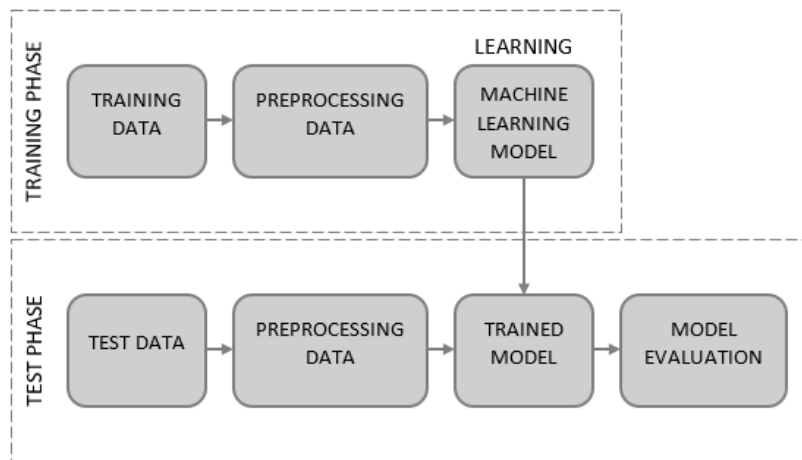 TRAINING PHASE
LEARNING
TRAINING
DATA
PREPROCESSING
DATA
MACHINE
LEARNING
MODEL
TEST PHASE
TEST DATA
PREPROCESSING
DATA
TRAINED
MODEL
MODEL
EVALUATION